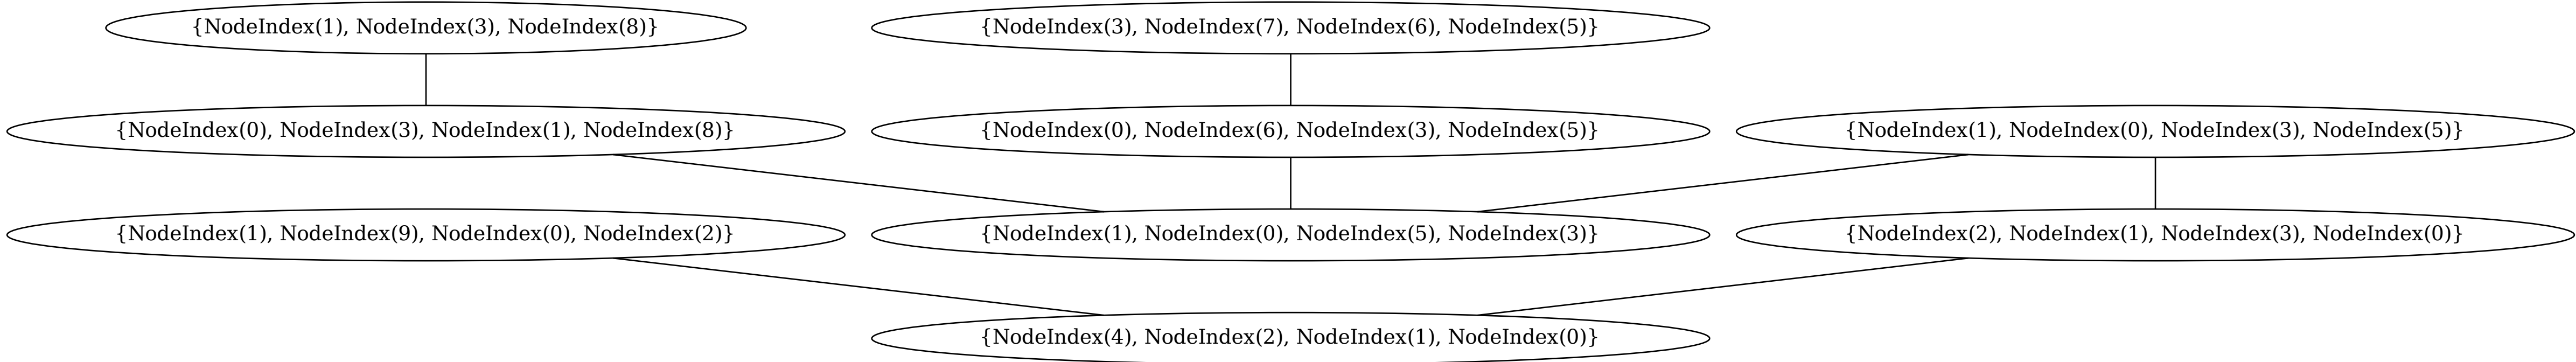 {NodeIndex(1), NodeIndex(3), NodeIndex(8)}
{NodeIndex(3), NodeIndex(7), NodeIndex(6), NodeIndex(5)}
{NodeIndex(0), NodeIndex(3), NodeIndex(1), NodeIndex(8)}
{NodeIndex(0), NodeIndex(6), NodeIndex(3), NodeIndex(5)}
{NodeIndex(1), NodeIndex(0), NodeIndex(3), NodeIndex(5)}
{NodeIndex(1), NodeIndex(9), NodeIndex(0), NodeIndex(2)}
{NodeIndex(1), NodeIndex(0), NodeIndex(5), NodeIndex(3)}
{NodeIndex(2), NodeIndex(1), NodeIndex(3), NodeIndex(0)}
{NodeIndex(4), NodeIndex(2), NodeIndex(1), NodeIndex(0)}